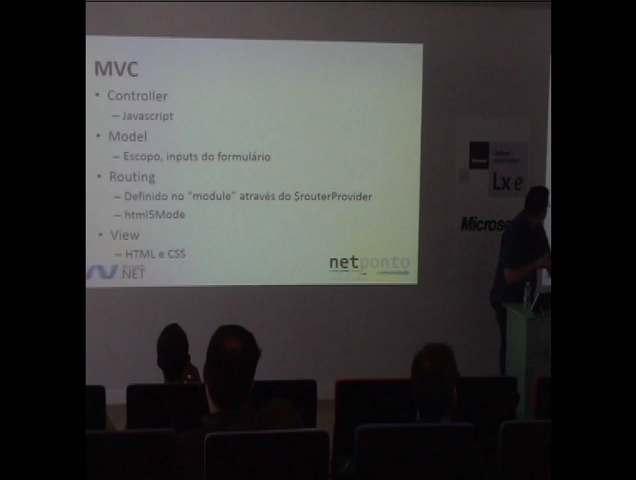 MVC
• Controller
– Javascript
• Model
– Escopo, inputs do formulário
• Routing
– Definido no "module" através do $routerProvider
– html5Mode
• View
– HTML e CSS
.NET
netponto
Lx e
Micros